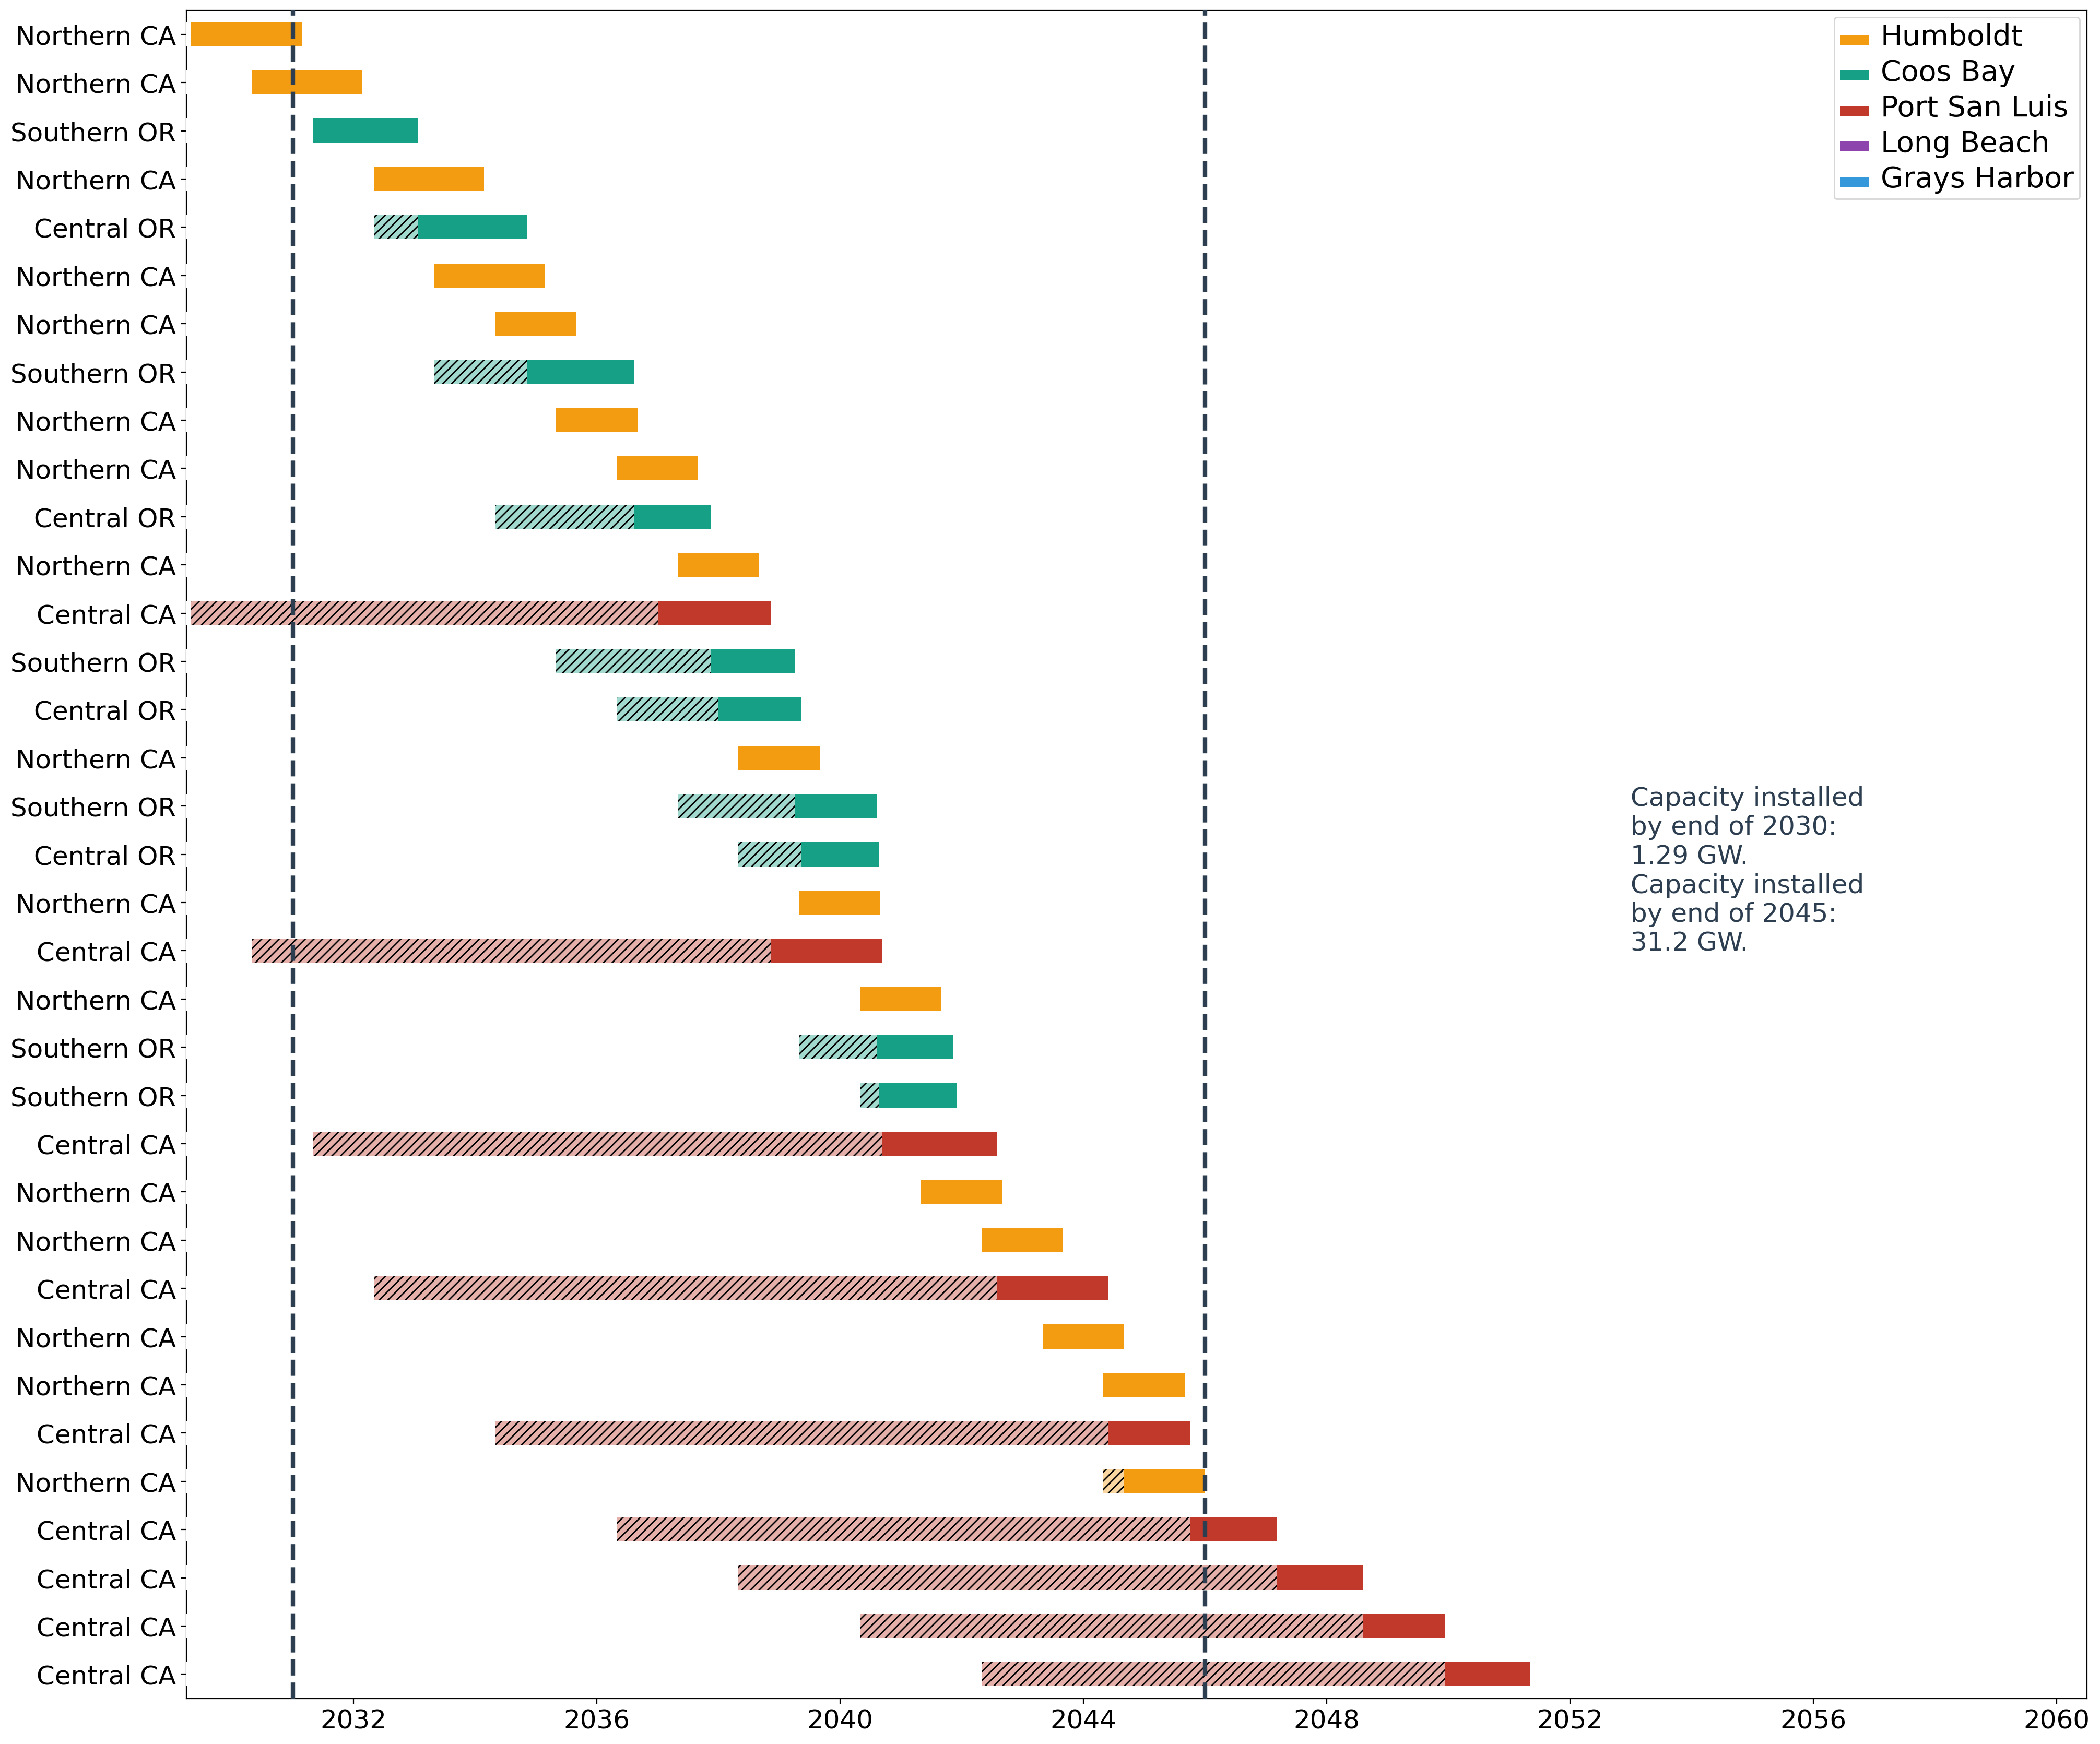 Northern CA
Northern CA
Southern OR
Northern CA
Central OR
Northern CA
Northern CA
Southern OR
Northern CA
Northern CA
Central OR
Northern CA
Central CA
Southern OR
Central OR
Northern CA
Southern OR
Central OR
Northern CA
Central CA
Northern CA
Southern OR
Southern OR
Central CA
Northern CA
Northern CA
Central CA
Northern CA
Northern CA
Central CA
Northern CA
Central CA
Central CA
Central CA
Central CA
Humboldt
Coos Bay
Port San Luis
Long Beach
Grays Harbor
Capacity installed
by end of 2030:
1.29 GW.
Capacity installed
by end of 2045:
31.2 GW.
2032 2036 2040 2044 2048 2052 2056 2060